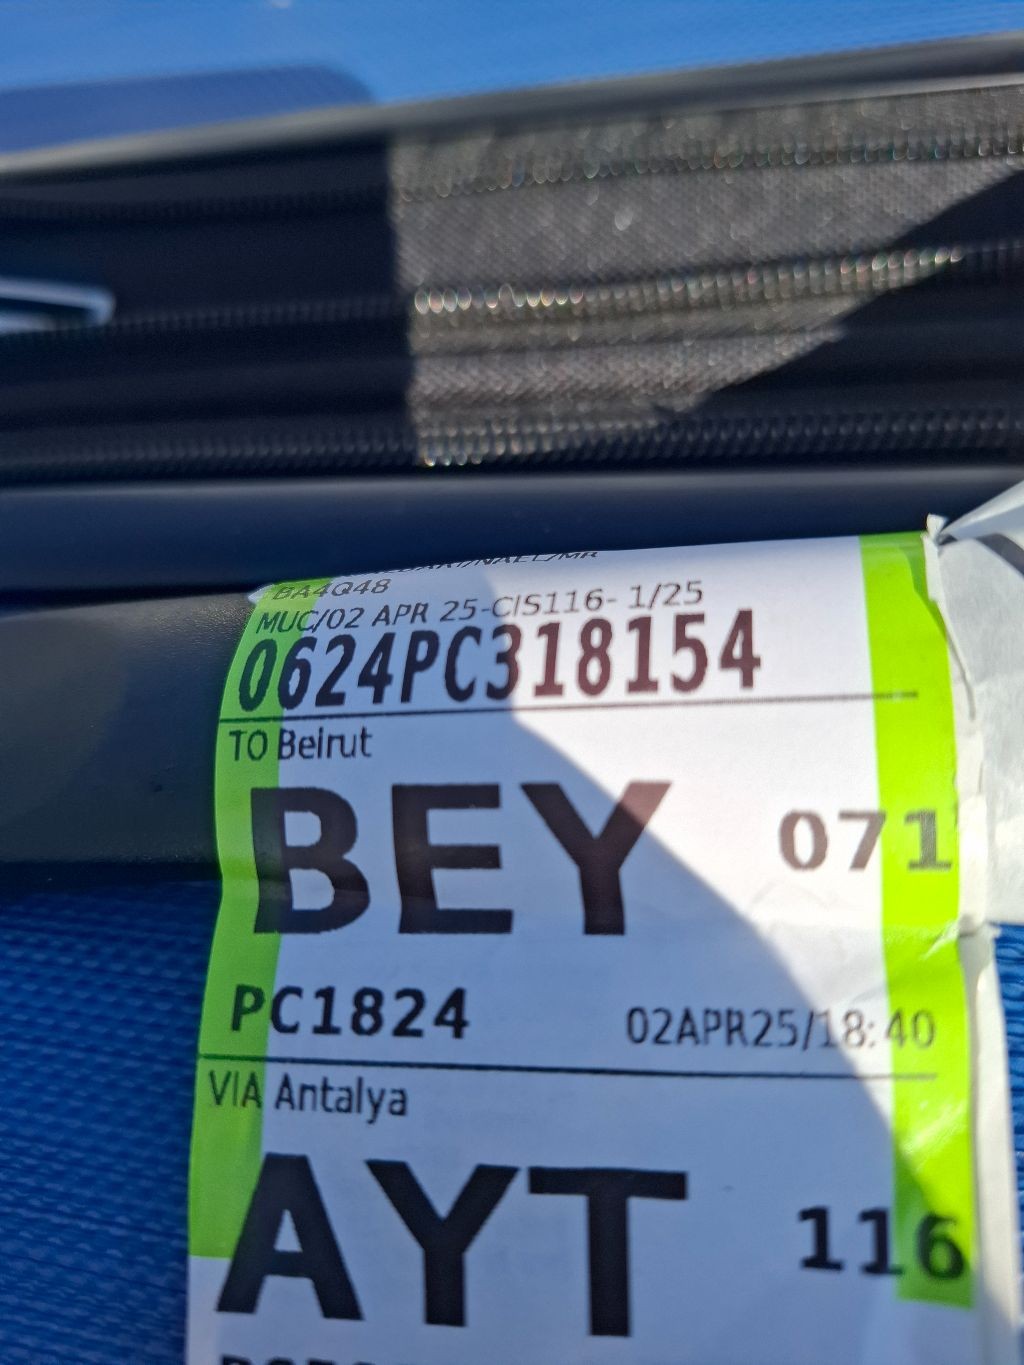 BA4Q48
MUC/02 APR 25-CIS116- 1/25
0624PC318154
TO Beirut
BEY 071
PC1824 02APR25/18:40
VIA Antalya
AYT 116